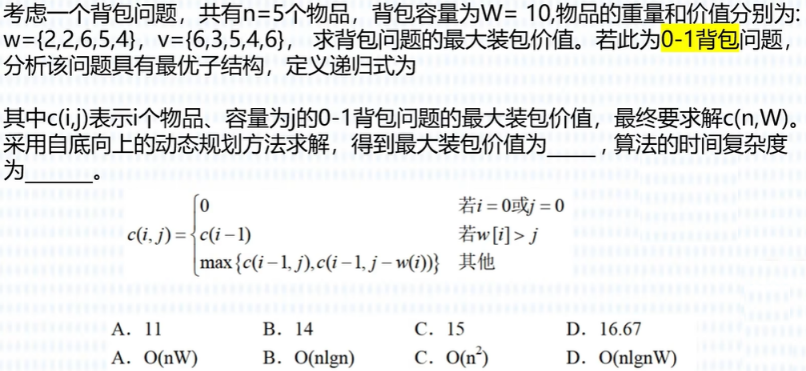 考虑一个背包问题，共有n=5个物品，背包容量为W= 10,物品的重量和价值分别为:
w={2,2,6,5,4}，v={6,3,5,4,6}，求背包问题的最大装包价值。若此为0-1背包问题，
分析该问题具有最优子结构，定义递归式为
其中c(i,j)表示i个物品、容量为j的0-1背包问题的最大装包价值，最终要求解c(n,W)。
采用自底向上的动态规划方法求解，得到最大装包价值为_____，算法的时间复杂度
为______。
0 若i = 0或j = 0
c(i, j) = c(i − 1) 若w[i] > j
max{c(i − 1, j),c(i − 1, j − w(i))} 其他
A．11 B．14 C．15 D．16.67
A．O(nW) B．O(nlgn) C．O(n²) D．O(nlgnW)